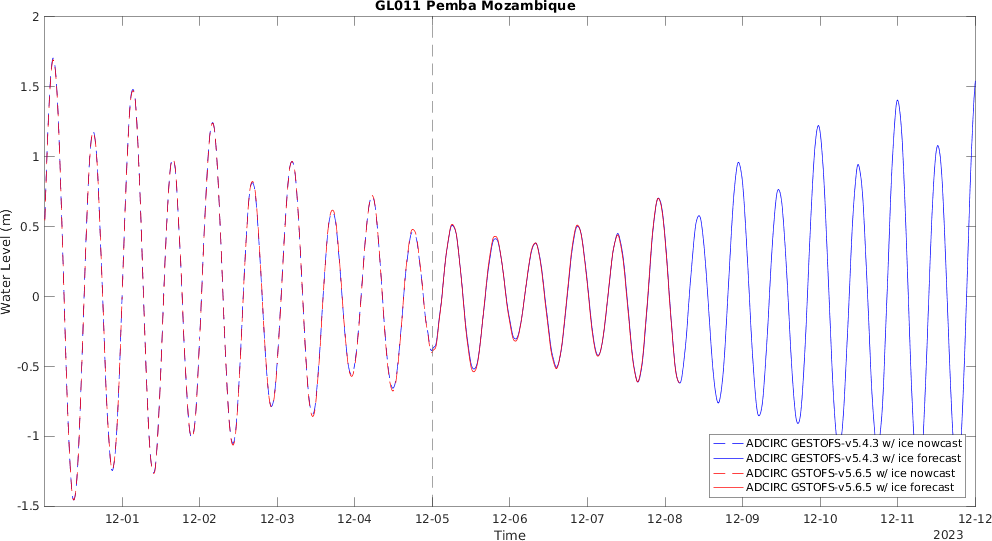 GL011 Pemba Mozambique
2
1.5
1
0.5
0
-0.5
-1
-1.5
Water Level (m)
ADCIRC GESTOFS-v5.4.3 w/ ice nowcast
ADCIRC GESTOFS-v5.4.3 w/ ice forecast
ADCIRC GSTOFS-v5.6.5 w/ ice nowcast
ADCIRC GSTOFS-v5.6.5 w/ ice forecast
12-01 12-02 12-03 12-04 12-05 12-06 12-07 12-08 12-09 12-10 12-11 12-12
Time
2023